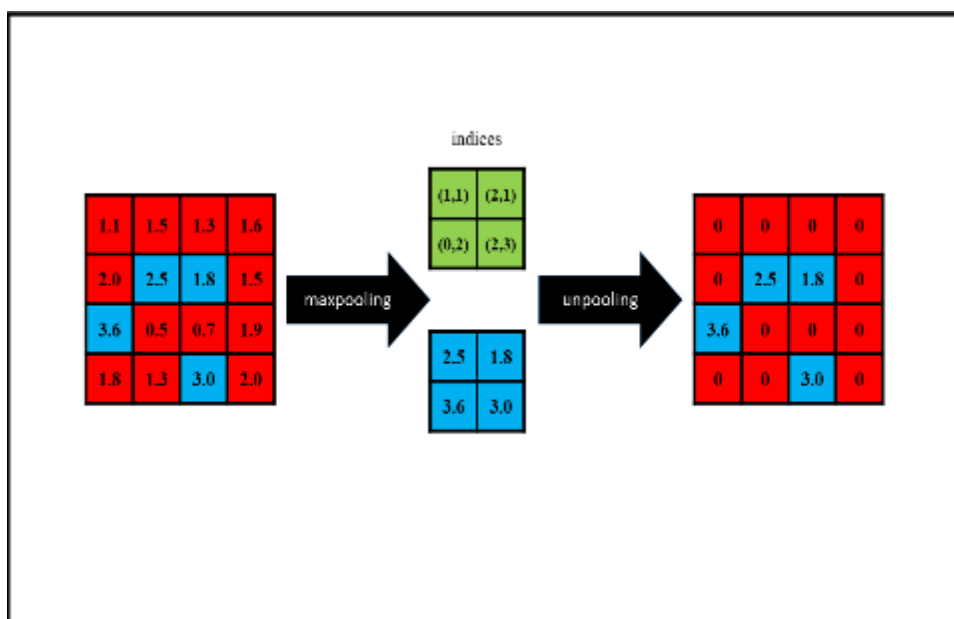 indices
(1,1) (2,1)
(0,2) (2,3)
1.1 1.5 1.3 1.6
2.0 2.5 1.8 1.5
3.6 0.5 0.7 1.9
1.8 1.3 3.0 2.0
maxpooling
2.5 1.8
3.6 3.0
unpooling
0 0 0 0
0 2.5 1.8 0
3.6 0 0 0
0 0 3.0 0